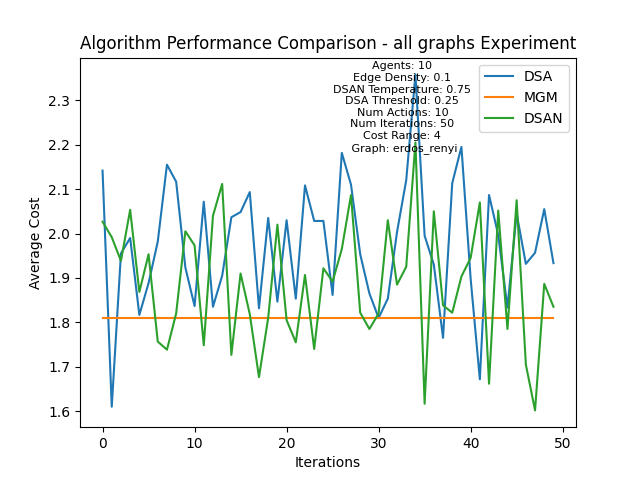 Algorithm Performance Comparison - all graphs Experiment
Agents: 10
Edge Density: 0.1
DSAN Temperature: 0.75
DSA Threshold: 0.25
Num Actions: 10
Num Iterations: 50
Cost Range: 4
Graph: erdos_renyi
DSA
MGM
DSAN
Average Cost
2.3
2.2
2.1
2.0
1.9
1.8
1.7
1.6
0 10 20 30 40 50
Iterations